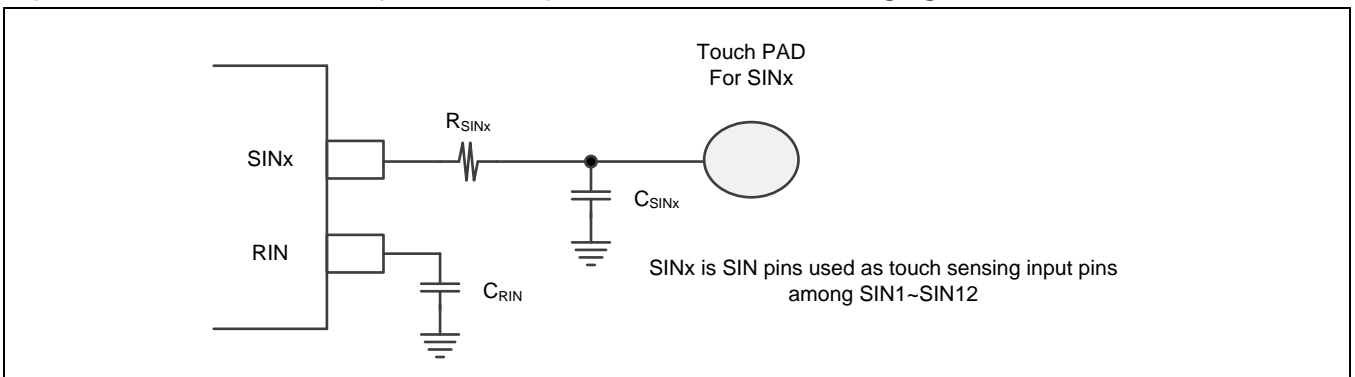 Touch PAD
For SINx
RSINx
SINx
CSINx
RIN
SINx is SIN pins used as touch sensing input pins
among SIN1~SIN12
CRIN